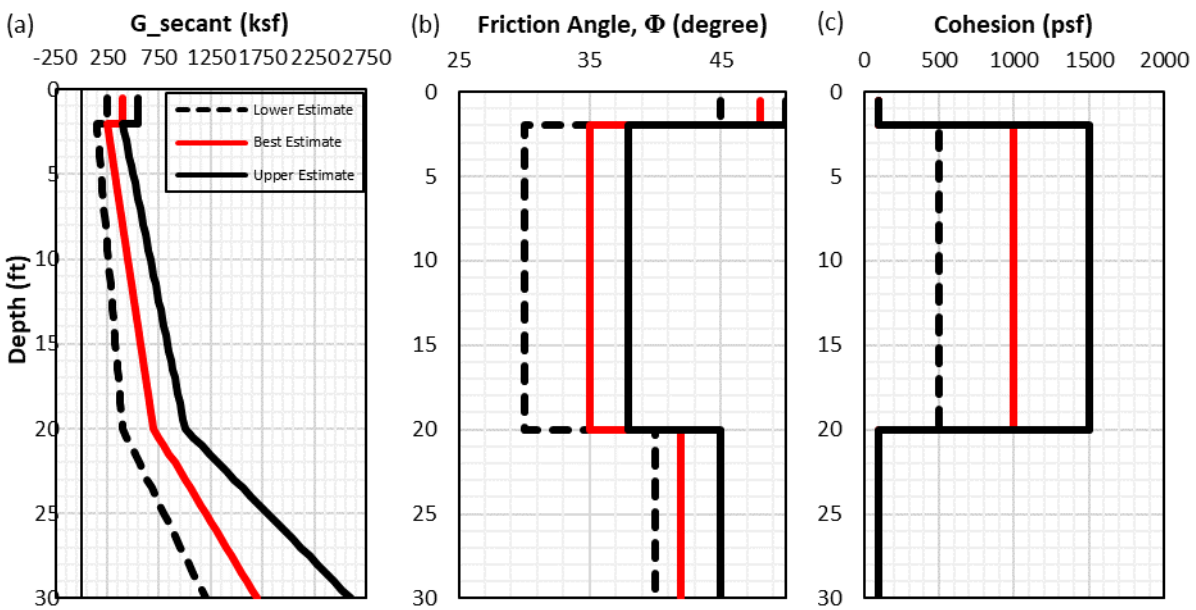 (a) G_secant (ksf)
-250 250 750 1250 1750 2250 2750
0
5
10
15
20
25
30
Depth (ft)
Lower Estimate
Best Estimate
Upper Estimate
(b) Friction Angle, Φ (degree)
25 35 45
0
5
10
15
20
25
30
(c) Cohesion (psf)
0 500 1000 1500 2000
0
5
10
15
20
25
30